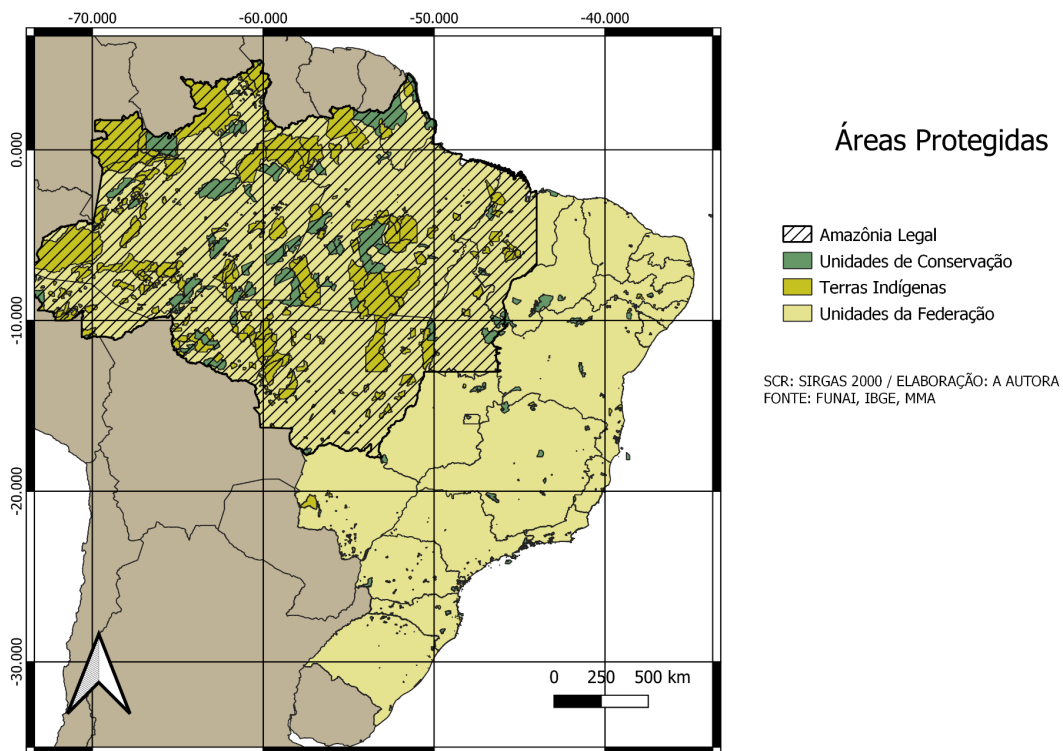 -70.000 -60.000 -50.000 -40.000
0.000
-10.000
-20.000
-30.000
Áreas Protegidas
Amazônia Legal
Unidades de Conservação
Terras Indígenas
Unidades da Federação
SCR: SIRGAS 2000 / ELABORAÇÃO: A AUTORA
FONTE: FUNAI, IBGE, MMA
0 250 500 km